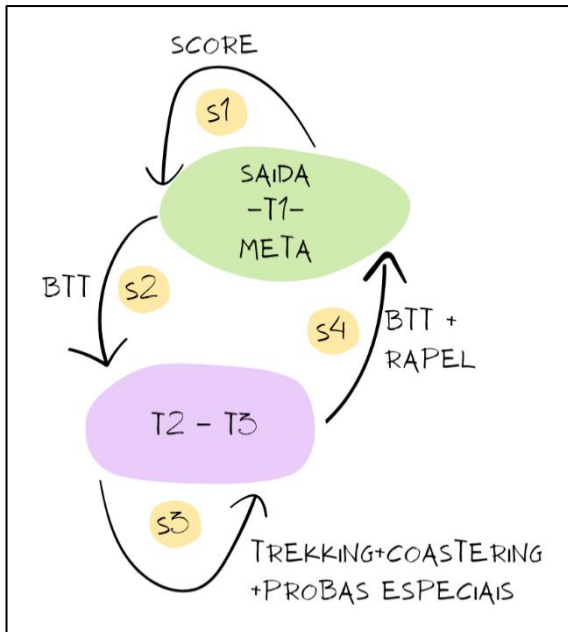 SCORE
S1
SAIDA
-T1-
META
BTT
S2
S4
BTT +
RAPEL
T2 - T3
S3
TREKKING+COASTERING
+PROBAS ESPECIAIS